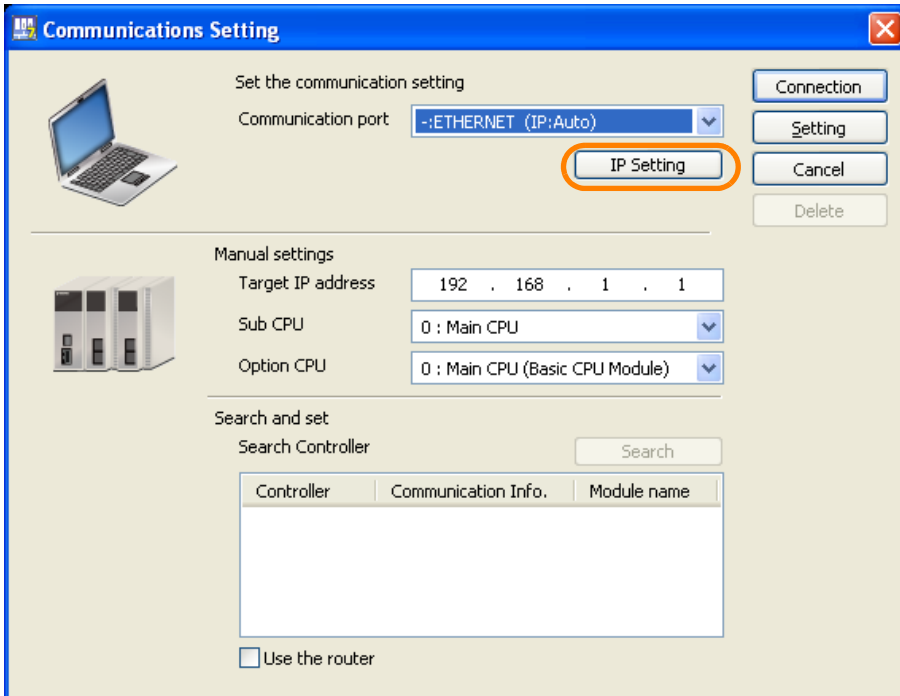 Communications Setting
Set the communication setting
Communication port -:ETHERNET (IP:Auto)
IP Setting
Connection
Setting
Cancel
Delete
Manual settings
Target IP address 192 . 168 . 1 . 1
Sub CPU 0 : Main CPU
Option CPU 0 : Main CPU (Basic CPU Module)
Search and set
Search Controller Search
Controller Communication Info. Module name
Use the router